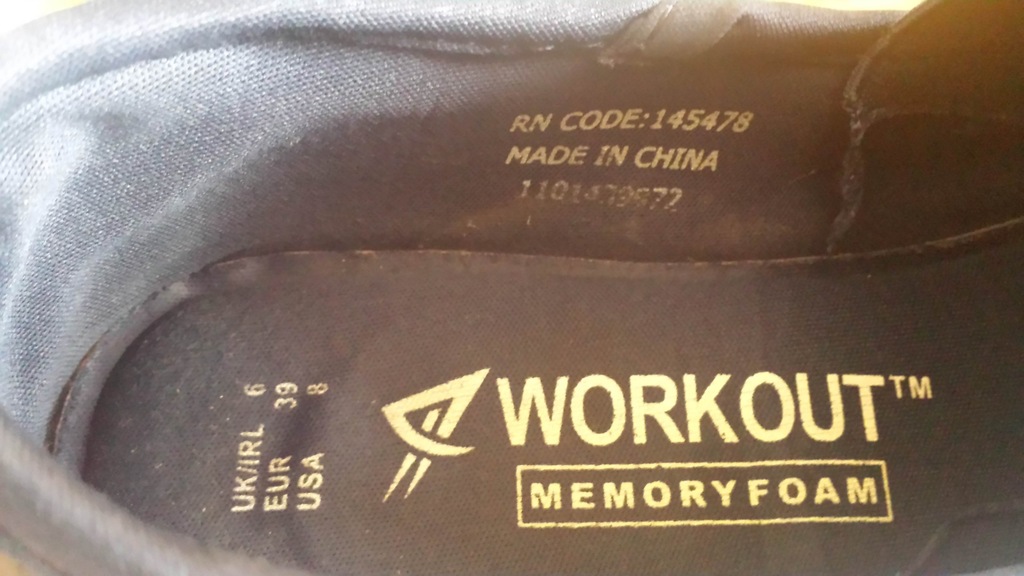 RN CODE:145478
MADE IN CHINA
UK/IRL 6
EUR 39
USA 8
WORKOUT™
MEMORYFOAM